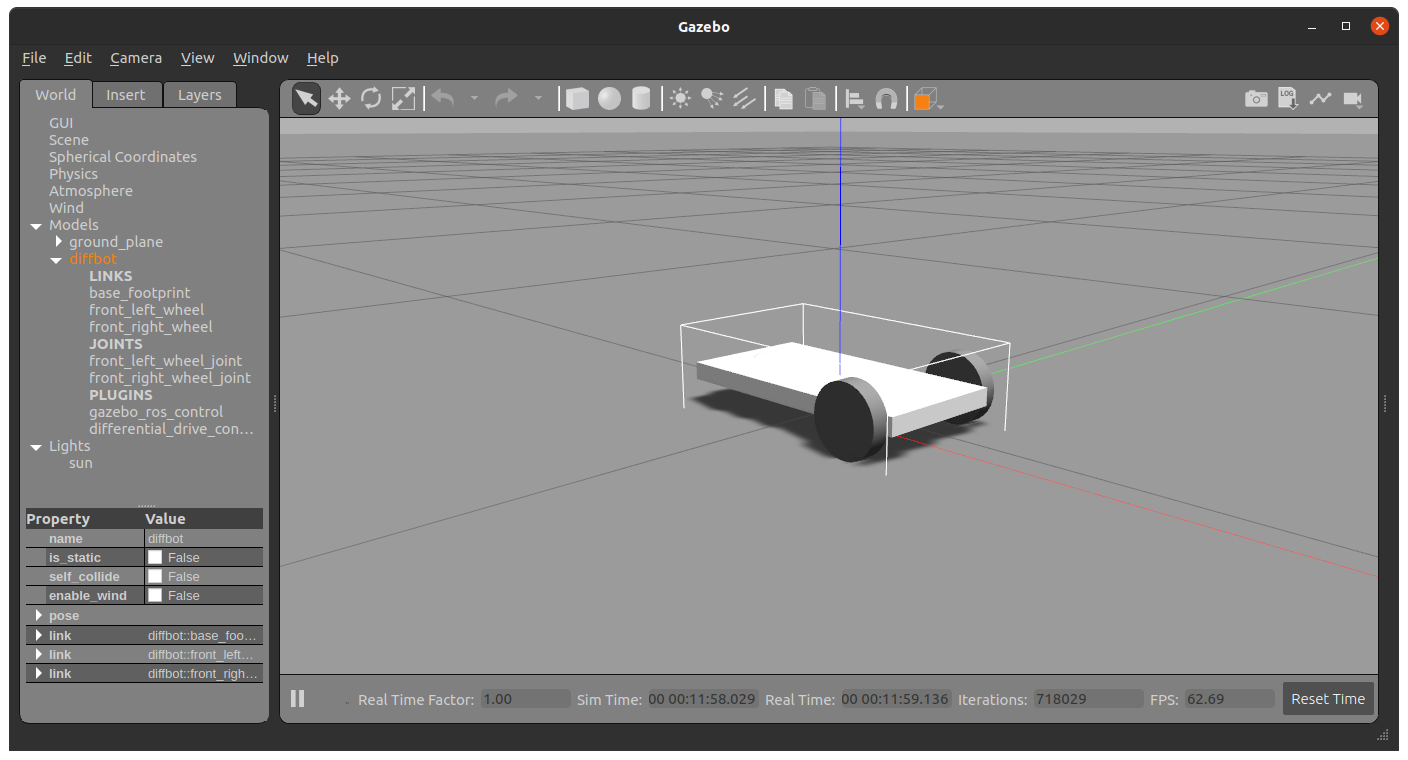 Gazebo
File Edit Camera View Window Help
World Insert Layers
LOG
GUI
Scene
Spherical Coordinates
Physics
Atmosphere
Wind
Models
ground_plane
diffbot
LINKS
base_footprint
front_left_wheel
front_right_wheel
JOINTS
front_left_wheel_joint
front_right_wheel_joint
PLUGINS
gazebo_ros_control
differential_drive_con...
Lights
sun
Property Value
name diffbot
is_static False
self_collide False
enable_wind False
pose
link diffbot::base_foo...
link diffbot::front_left...
link diffbot::front_righ...
Real Time Factor: 1.00 Sim Time: 00 00:11:58.029 Real Time: 00 00:11:59.136 Iterations: 718029 FPS: 62.69 Reset Time